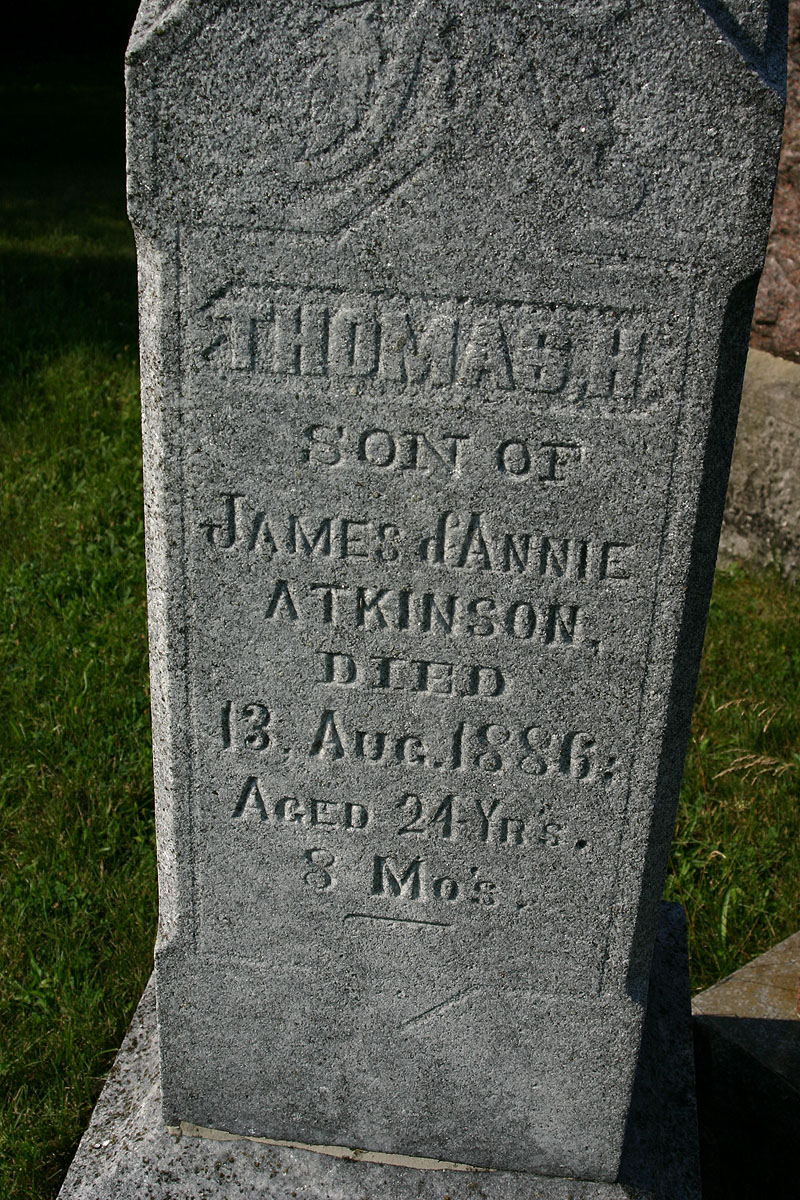 THOMAS. H.
SON OF
JAMES & ANNIE
ATKINSON,
DIED
13, AUG. 1886;
AGED 24 YR'S.
8 MO'S.